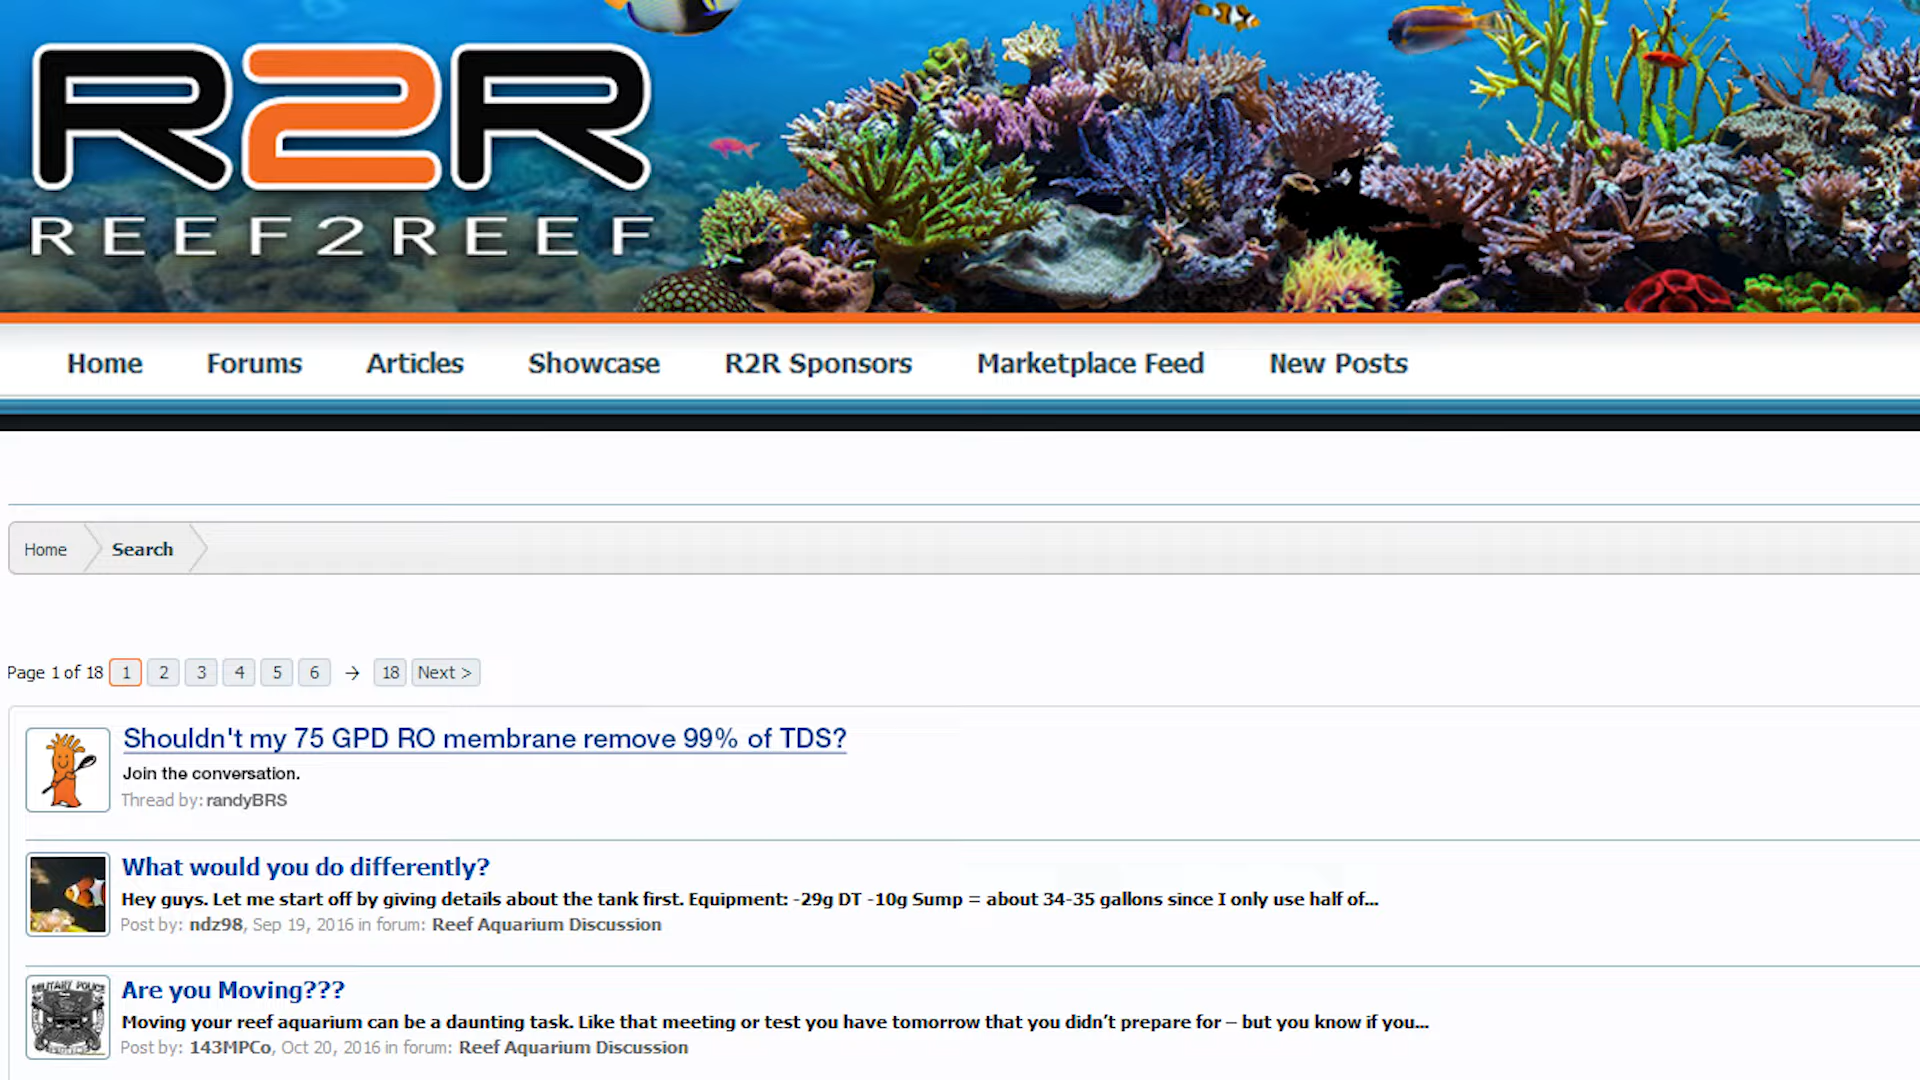 R2R
REEF2REEF
Home Forums Articles Showcase R2R Sponsors Marketplace Feed New Posts
Home Search
Page 1 of 18 1 2 3 4 5 6 → 18 Next >
Shouldn't my 75 GPD RO membrane remove 99% of TDS?
Join the conversation.
Thread by: randyBRS
What would you do differently?
Hey guys. Let me start off by giving details about the tank first. Equipment: -29g DT -10g Sump = about 34-35 gallons since I only use half of...
Post by: ndz98, Sep 19, 2016 in forum: Reef Aquarium Discussion
MILITARY POLICE
Are you Moving???
Moving your reef aquarium can be a daunting task. Like that meeting or test you have tomorrow that you didn’t prepare for – but you know if you...
Post by: 143MPCo, Oct 20, 2016 in forum: Reef Aquarium Discussion